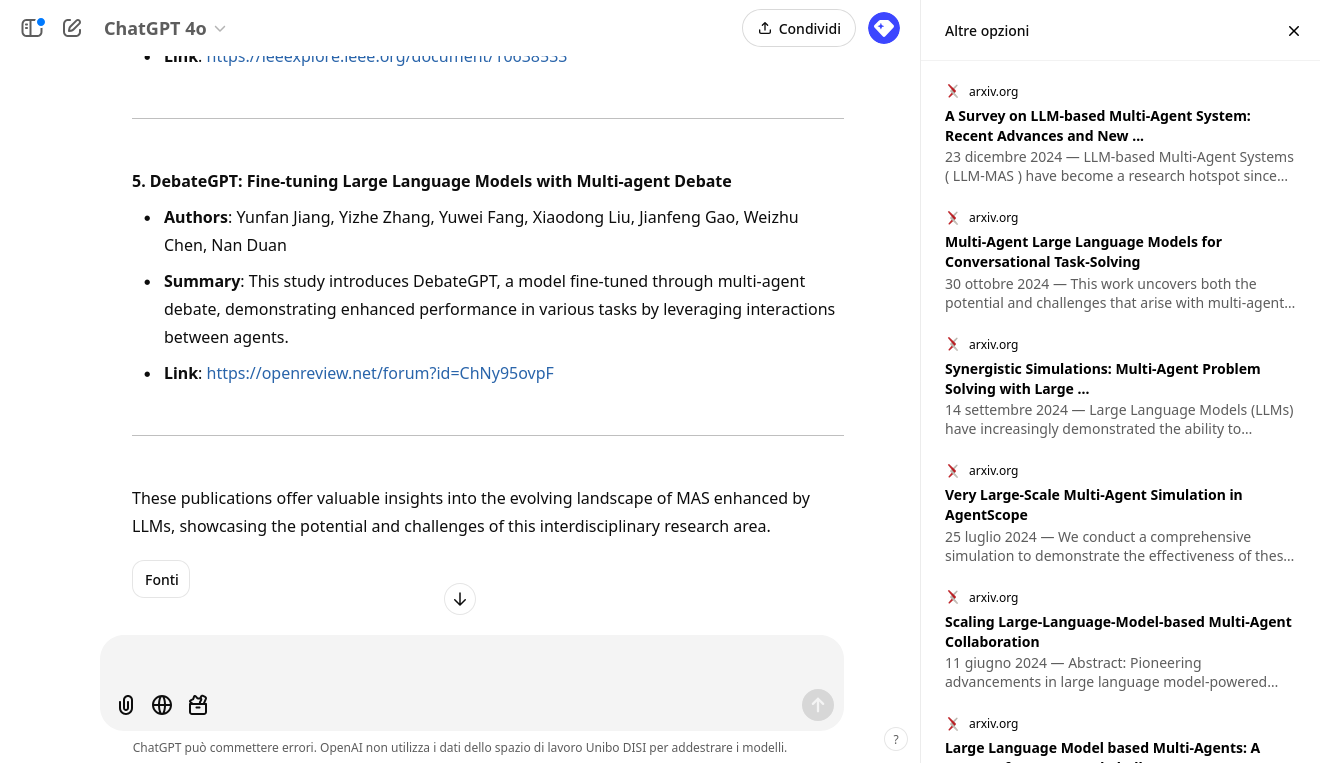 ChatGPT 4o
Condividi
Link: https://ieeexplore.ieee.org/document/10638533
5. DebateGPT: Fine-tuning Large Language Models with Multi-agent Debate
Authors: Yunfan Jiang, Yizhe Zhang, Yuwei Fang, Xiaodong Liu, Jianfeng Gao, Weizhu
Chen, Nan Duan
Summary: This study introduces DebateGPT, a model fine-tuned through multi-agent
debate, demonstrating enhanced performance in various tasks by leveraging interactions
between agents.
Link: https://openreview.net/forum?id=ChNy95ovpF
These publications offer valuable insights into the evolving landscape of MAS enhanced by
LLMs, showcasing the potential and challenges of this interdisciplinary research area.
Fonti
ChatGPT può commettere errori. OpenAI non utilizza i dati dello spazio di lavoro Unibo DISI per addestrare i modelli.
?
Altre opzioni
arxiv.org
A Survey on LLM-based Multi-Agent System:
Recent Advances and New ...
23 dicembre 2024 — LLM-based Multi-Agent Systems
( LLM-MAS ) have become a research hotspot since…
arxiv.org
Multi-Agent Large Language Models for
Conversational Task-Solving
30 ottobre 2024 — This work uncovers both the
potential and challenges that arise with multi-agent…
arxiv.org
Synergistic Simulations: Multi-Agent Problem
Solving with Large ...
14 settembre 2024 — Large Language Models (LLMs)
have increasingly demonstrated the ability to…
arxiv.org
Very Large-Scale Multi-Agent Simulation in
AgentScope
25 luglio 2024 — We conduct a comprehensive
simulation to demonstrate the effectiveness of thes…
arxiv.org
Scaling Large-Language-Model-based Multi-Agent
Collaboration
11 giugno 2024 — Abstract: Pioneering
advancements in large language model-powered…
arxiv.org
Large Language Model based Multi-Agents: A